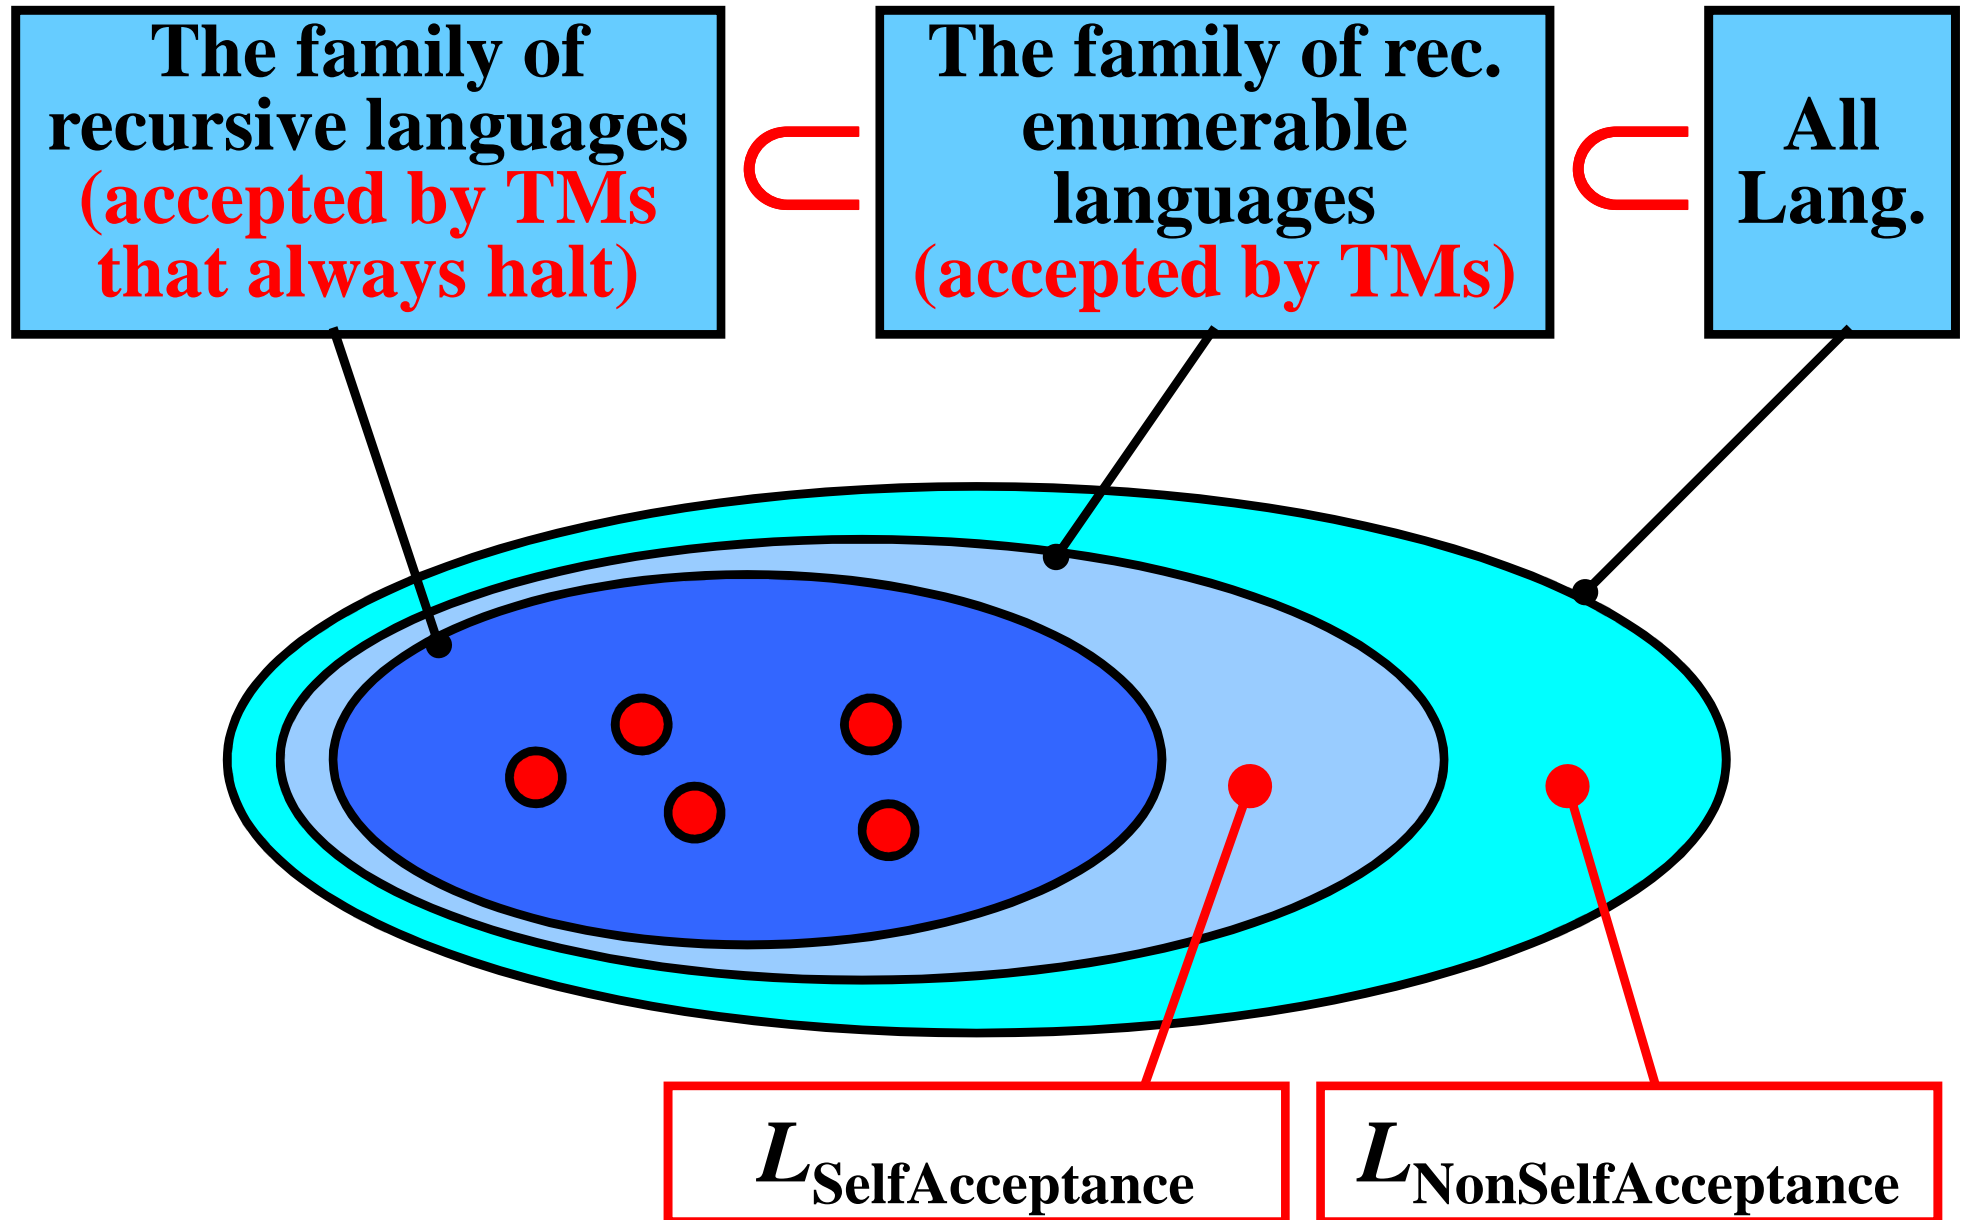 The family of
recursive languages
(accepted by TMs
that always halt)
⊂
The family of rec.
enumerable
languages
(accepted by TMs)
⊂
All
Lang.
LSelfAcceptance
LNonSelfAcceptance